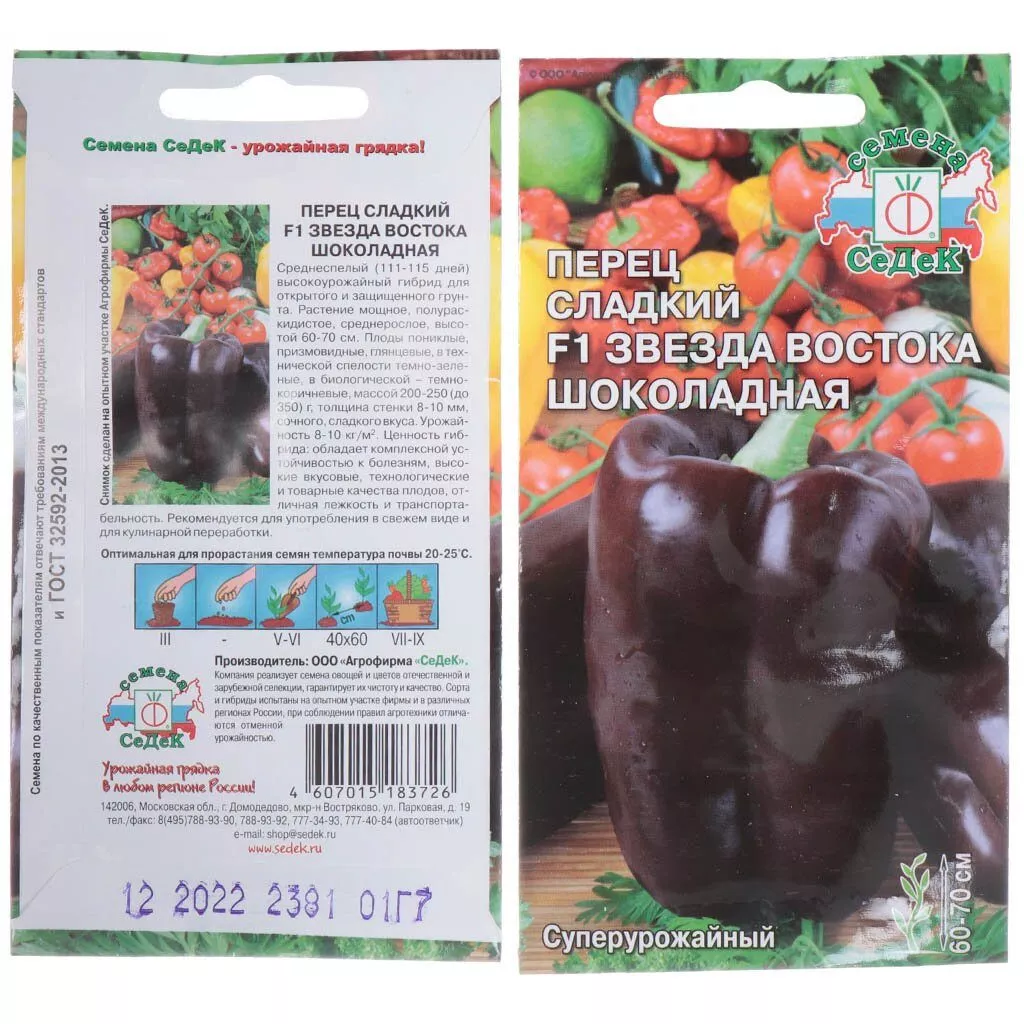 Семена СеДеК - урожайная грядка!
ПЕРЕЦ СЛАДКИЙ
F1 ЗВЕЗДА ВОСТОКА
ШОКОЛАДНАЯ
Среднеспелый (111-115 дней)
высокоурожайный гибрид для
открытого и защищенного грун-
та. Растение мощное, полурас-
кидистое, среднерослое, высо-
той 60-70 см. Плоды пониклые,
призмовидные, глянцевые, в тех-
нической спелости темно-зеле-
ные, в биологической – темно-
коричневые, массой 200-250 (до
350) г, толщина стенки 8-10 мм,
сочного, сладкого вкуса. Урожай-
ность 8-10 кг/м². Ценность гиб-
рида: обладает комплексной ус-
тойчивостью к болезням, высо-
кие вкусовые, технологические
и товарные качества плодов, от-
личная лежкость и транспорта-
бельность. Рекомендуется для употребления в свежем виде и
для кулинарной переработки.
Снимок сделан на опытном участке Агрофирмы СеДеК.
Семена по качественным показателям отвечают требованиям международных стандартов
и ГОСТ 32592-2013
Оптимальная для прорастания семян температура почвы 20-25°С.
cm
III - V-VI 40х60 VII-IX
семена
СеДеК
Урожайная грядка
в любом регионе России!
Производитель: ООО «Агрофирма «СеДеК».
Компания реализует семена овощей и цветов отечественной и
зарубежной селекции, гарантирует их чистоту и качество. Сорта
и гибриды испытаны на опытном участке фирмы и в различных
регионах России, при соблюдении правил агротехники отлича-
ются отменной
урожайностью.
4 607015 183726
142006, Московская обл., г. Домодедово, мкр-н Востряково, ул. Парковая, д. 19
тел./факс: 8(495)788-93-90, 788-93-92, 777-34-93, 777-40-84 (автоответчик)
e-mail: shop@sedek.ru
www.sedek.ru
12 2022 2381 01Г7
семена
®
СеДеК
ПЕРЕЦ
СЛАДКИЙ
F1 ЗВЕЗДА ВОСТОКА
ШОКОЛАДНАЯ
Суперурожайный
60-70 см